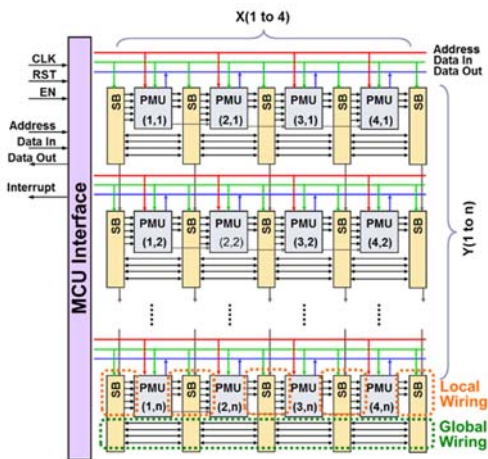 X(1 to 4)
Address
Data In
Data Out
CLK
RST
EN
Address
Data In
Data Out
Interrupt
MCU Interface
SB PMU (1,1) SB PMU (2,1) SB PMU (3,1) SB PMU (4,1) SB
SB PMU (1,2) SB PMU (2,2) SB PMU (3,2) SB PMU (4,2) SB
Y(1 to n)
SB PMU (1,n) SB PMU (2,n) SB PMU (3,n) SB PMU (4,n) SB
Local
Wiring
Global
Wiring